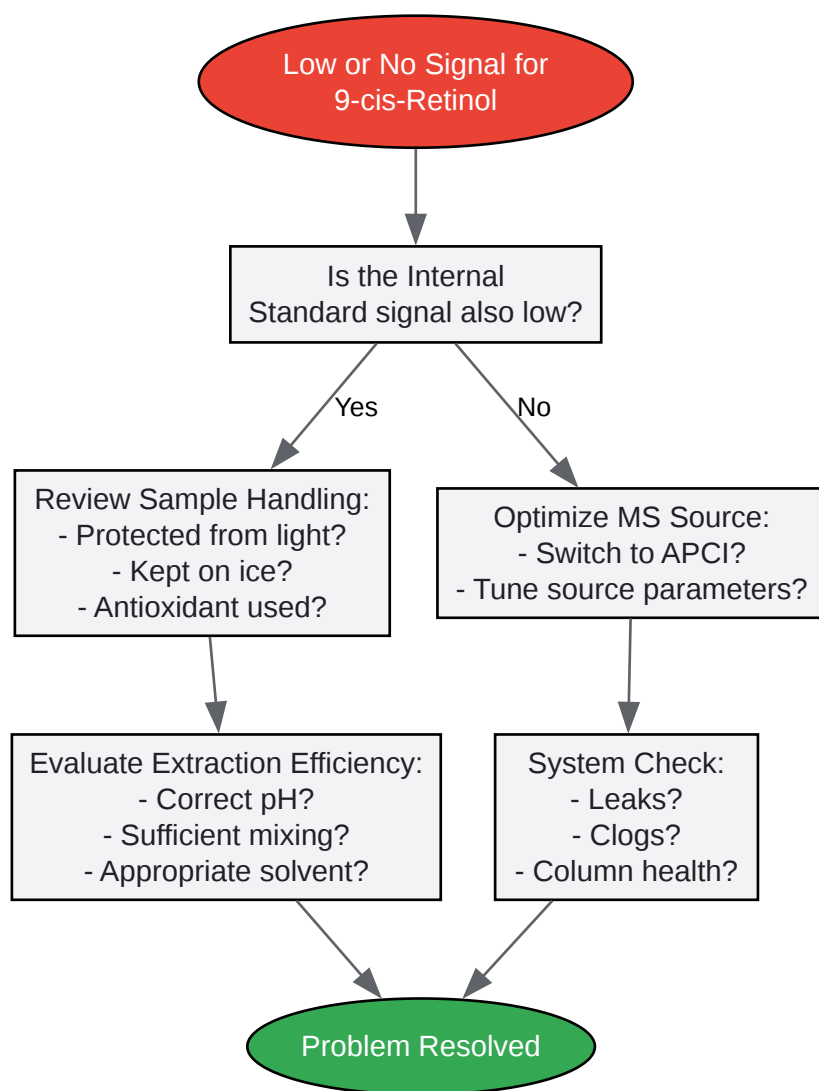 Low or No Signal for
9-cis-Retinol
Is the Internal
Standard signal also low?
Yes
No
Review Sample Handling:
- Protected from light?
- Kept on ice?
- Antioxidant used?
Optimize MS Source:
- Switch to APCI?
- Tune source parameters?
Evaluate Extraction Efficiency:
- Correct pH?
- Sufficient mixing?
- Appropriate solvent?
System Check:
- Leaks?
- Clogs?
- Column health?
Problem Resolved